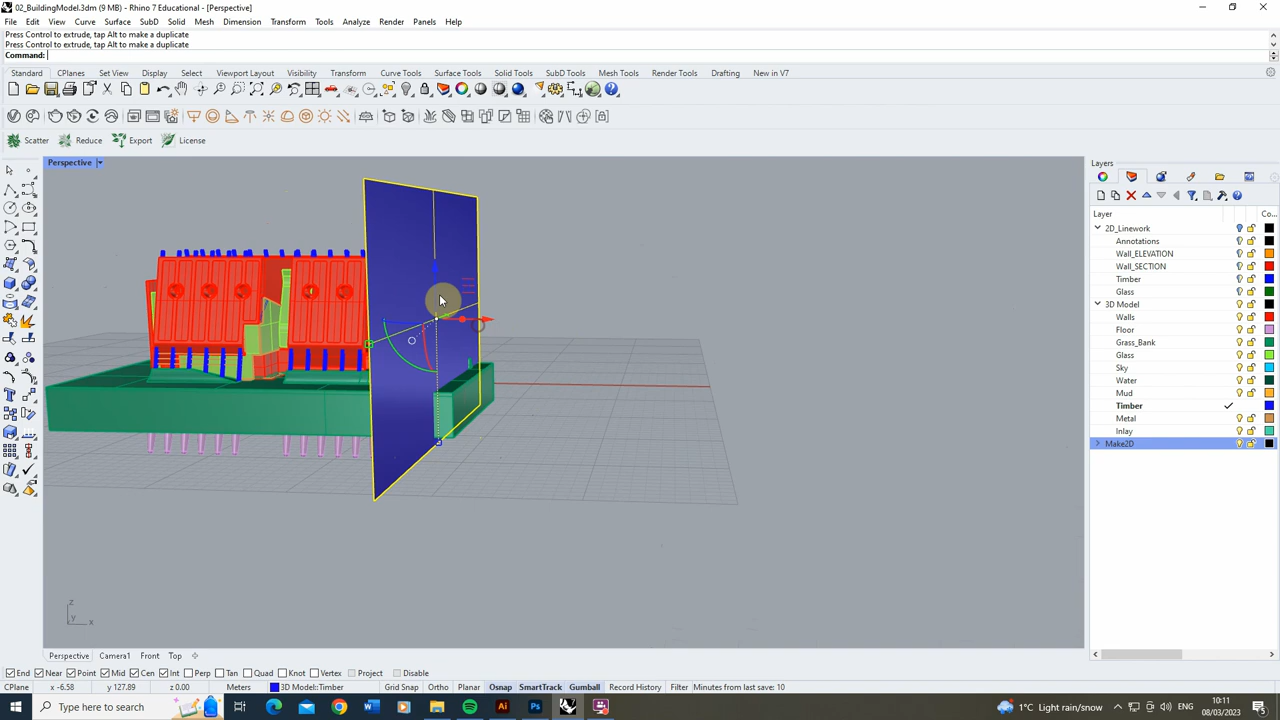 02_BuildingModel.3dm (9 MB) - Rhino 7 Educational - [Perspective]
File Edit View Curve Surface SubD Solid Mesh Dimension Transform Tools Analyze Render Panels Help
Press Control to extrude, tap Alt to make a duplicate
Press Control to extrude, tap Alt to make a duplicate
Command:
Standard CPlanes Set View Display Select Viewport Layout Visibility Transform Curve Tools Surface Tools Solid Tools SubD Tools Mesh Tools Render Tools Drafting New in V7
Scatter Reduce Export License
Perspective
Layers
Layer Co...
2D_Linework
Annotations
Wall_ELEVATION
Wall_SECTION
Timber
Glass
3D Model
Walls
Floor
Grass_Bank
Glass
Sky
Water
Mud
Timber
Metal
Inlay
Make2D
z
y x
Perspective Camera1 Front Top
End Near Point Mid Cen Int Perp Tan Quad Knot Vertex Project Disable
CPlane x -6.58 y 127.89 z 0.00 Meters 3D Model::Timber Grid Snap Ortho Planar Osnap SmartTrack Gumball Record History Filter Minutes from last save: 10
Type here to search
1°C Light rain/snow
10:11
08/03/2023